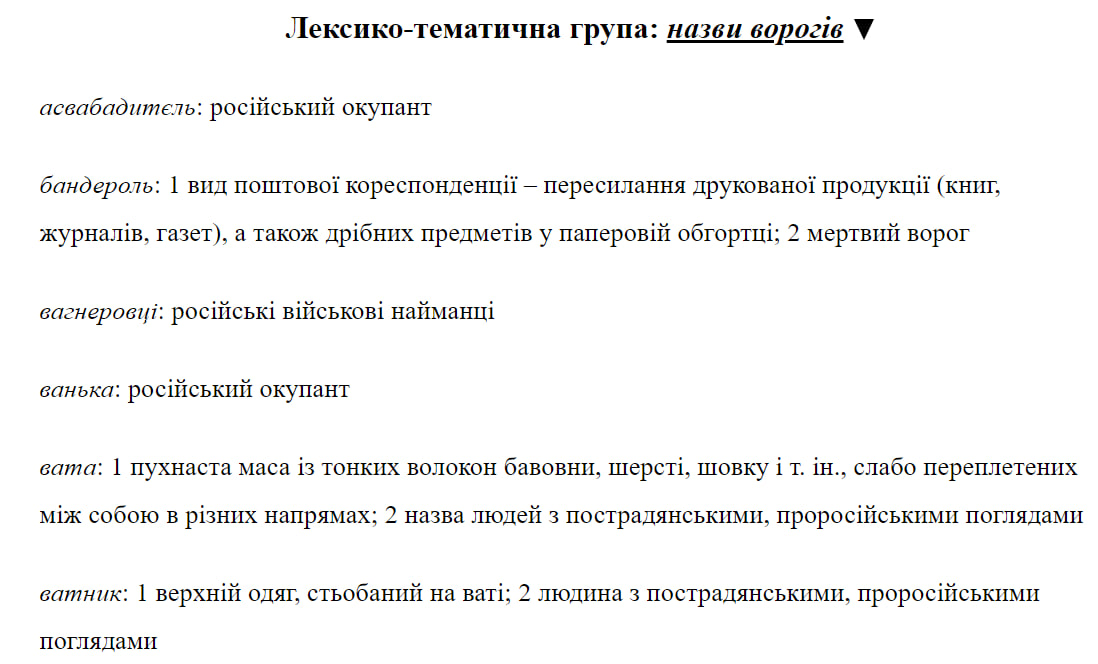 Лексико-тематична група: назви ворогів ▼
асвабадитєль: російський окупант
бандероль: 1 вид поштової кореспонденції – пересилання друкованої продукції (книг,
журналів, газет), а також дрібних предметів у паперовій обгортці; 2 мертвий ворог
вагнеровці: російські військові найманці
ванька: російський окупант
вата: 1 пухнаста маса із тонких волокон бавовни, шерсті, шовку і т. ін., слабо переплетених
між собою в різних напрямах; 2 назва людей з пострадянськими, проросійськими поглядами
ватник: 1 верхній одяг, стьобаний на ваті; 2 людина з пострадянськими, проросійськими
поглядами